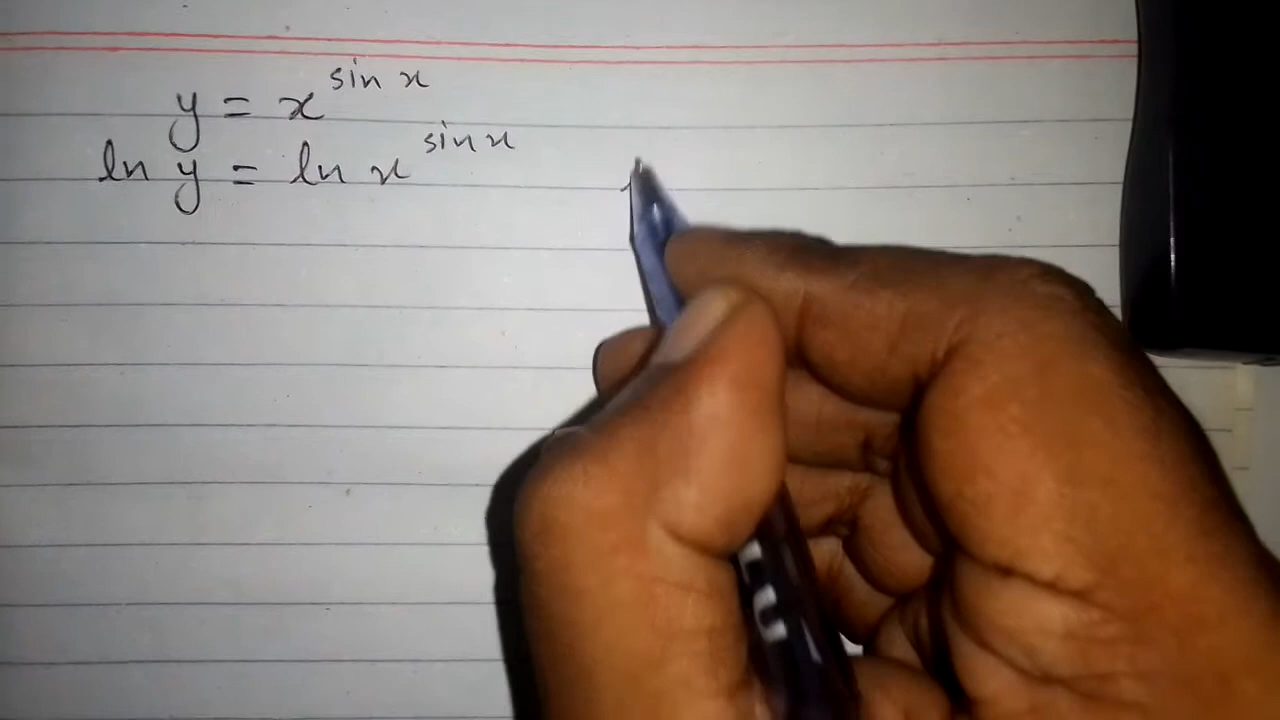 y = x^sin x
ln y = ln x^sin x